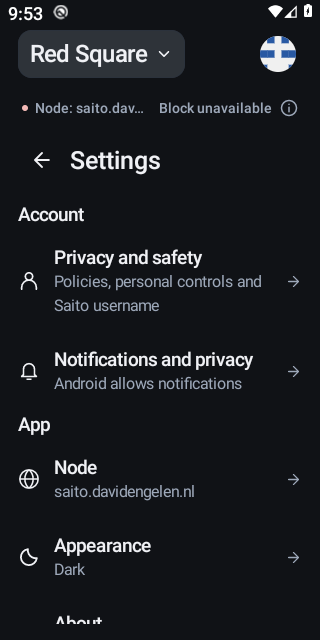 9:53
Red Square
Node: saito.dav... Block unavailable
Settings
Account
Privacy and safety
Policies, personal controls and
Saito username
Notifications and privacy
Android allows notifications
App
Node
saito.davidengelen.nl
Appearance
Dark
About